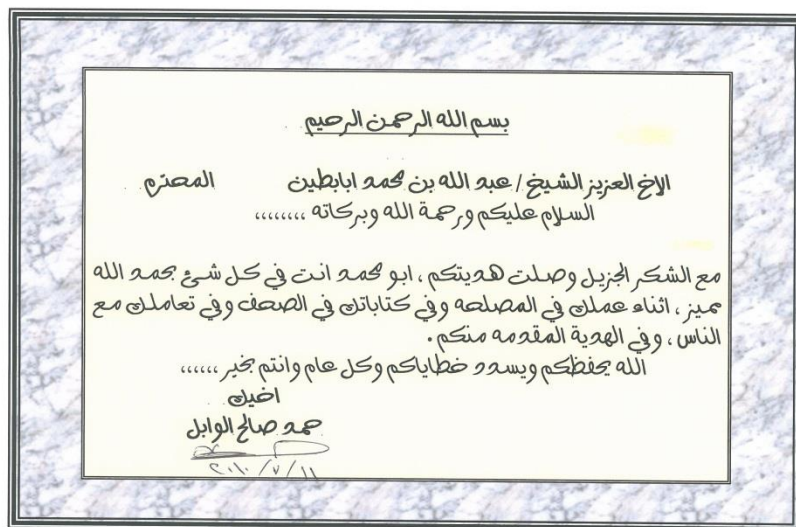 بسم الله الرحمن الرحيم
الأخ العزيز الشيخ / عبد الله بن محمد ابابطين المحترم
السلام عليكم ورحمة الله وبركاته ,,,,,,,,
مع الشكر الجزيل وصلت هديتكم ، ابو محمد انت في كل شئ بحمد الله
مميز ، اثناء عملك في المصلحه وفي كتاباتك في الصحف وفي تعاملك مع
الناس ، وفي الهدية المقدمه منكم .
الله يحفظكم ويسدد خطاياكم وكل عام وانتم بخير ,,,,,,
اخيك
حمد صالح الوابل
٢٠١٠/٧/١١